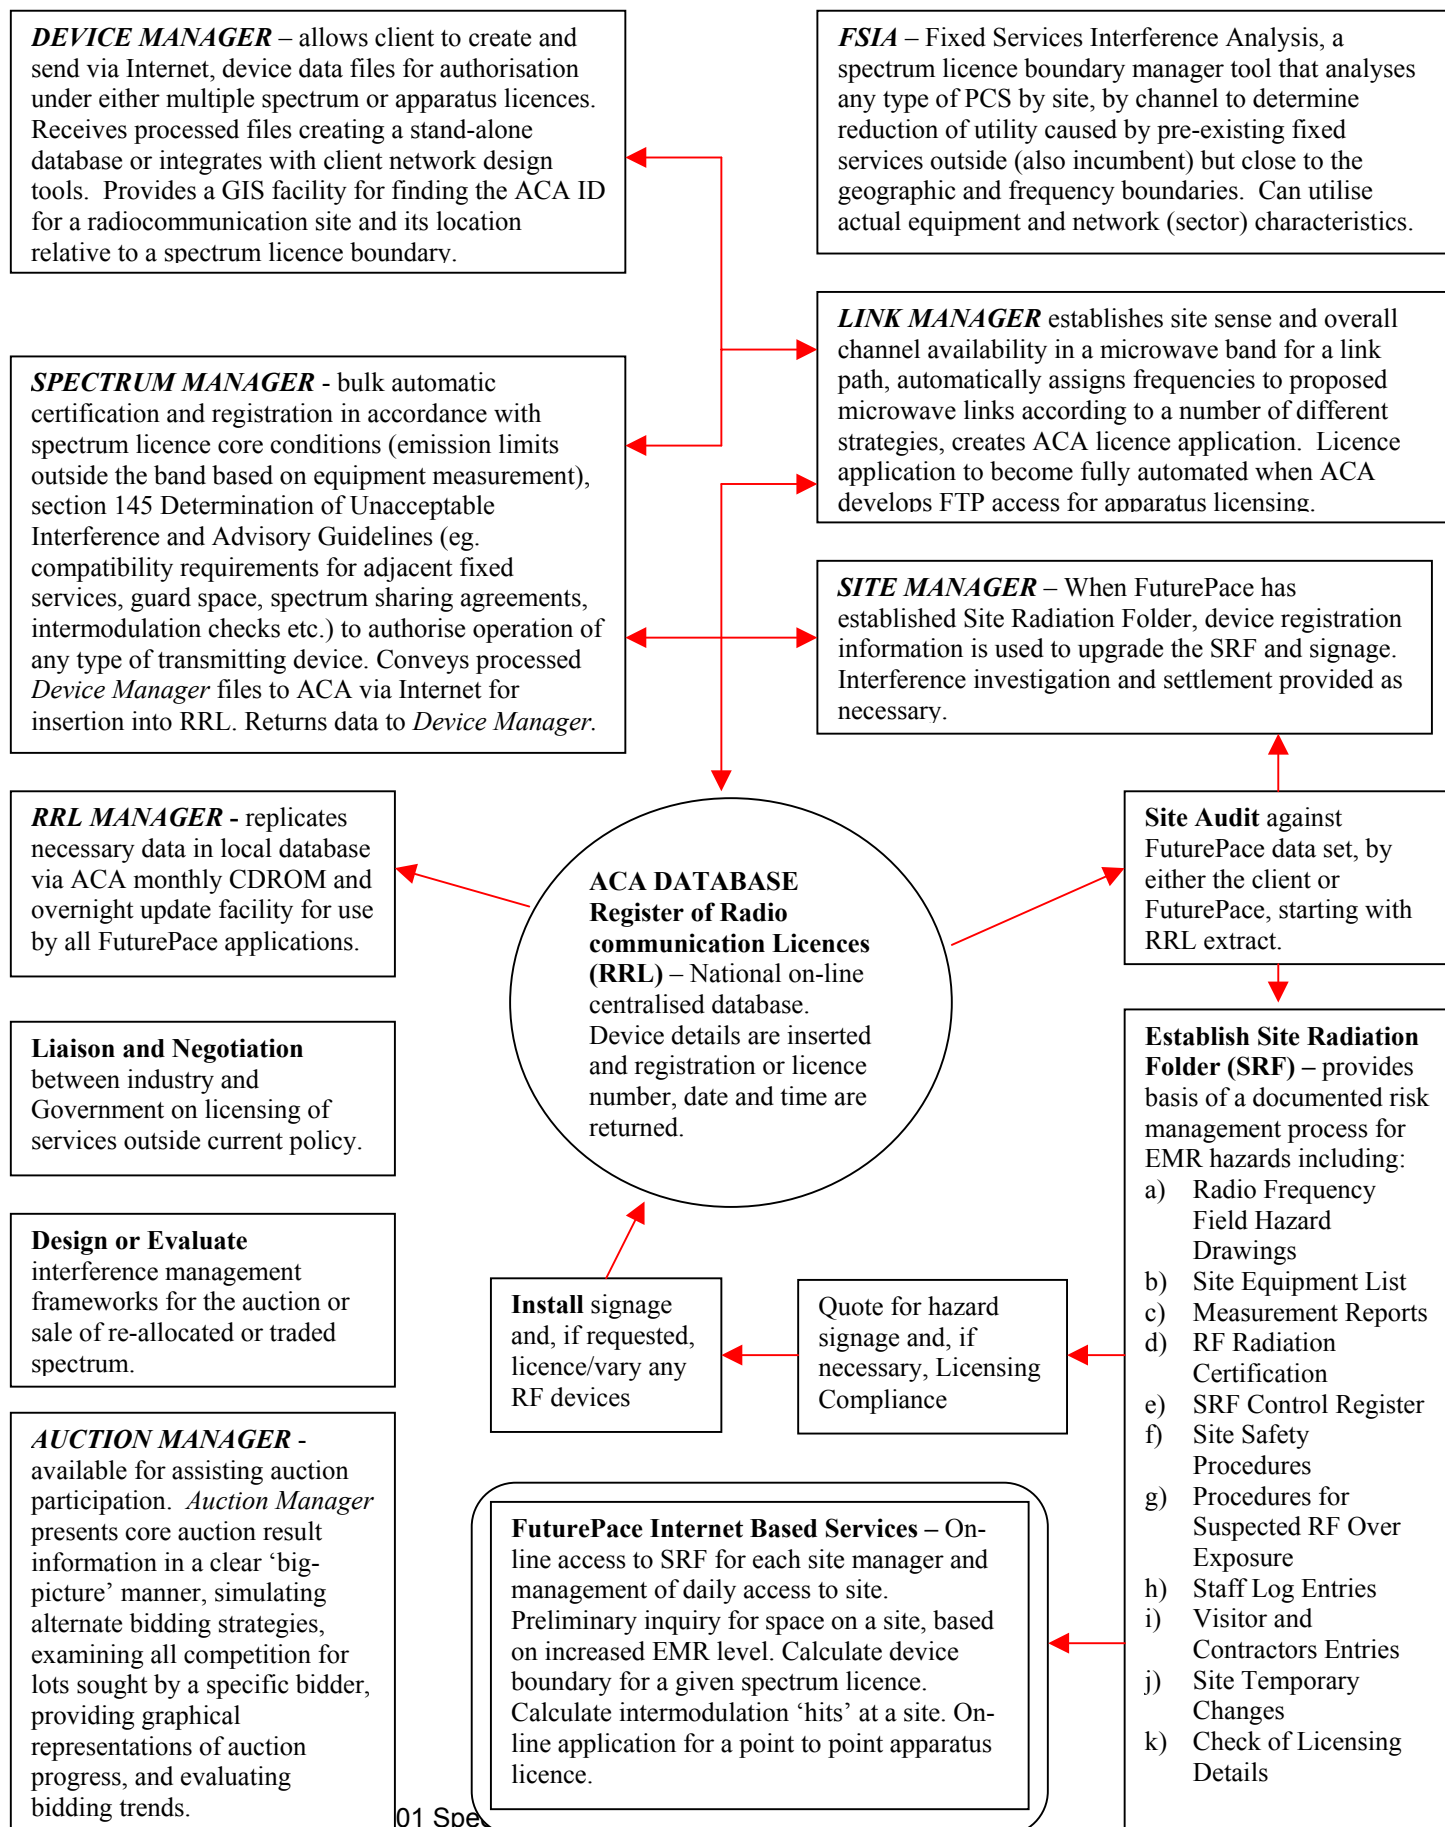 DEVICE MANAGER – allows client to create and
send via Internet, device data files for authorisation
under either multiple spectrum or apparatus licences.
Receives processed files creating a stand-alone
database or integrates with client network design
tools.  Provides a GIS facility for finding the ACA ID
for a radiocommunication site and its location
relative to a spectrum licence boundary.
FSIA – Fixed Services Interference Analysis, a
spectrum licence boundary manager tool that analyses
any type of PCS by site, by channel to determine
reduction of utility caused by pre-existing fixed
services outside (also incumbent) but close to the
geographic and frequency boundaries.  Can utilise
actual equipment and network (sector) characteristics.
LINK MANAGER establishes site sense and overall
channel availability in a microwave band for a link
path, automatically assigns frequencies to proposed
microwave links according to a number of different
strategies, creates ACA licence application.  Licence
application to become fully automated when ACA
develops FTP access for apparatus licensing.
SPECTRUM MANAGER - bulk automatic
certification and registration in accordance with
spectrum licence core conditions (emission limits
outside the band based on equipment measurement),
section 145 Determination of Unacceptable
Interference and Advisory Guidelines (eg.
compatibility requirements for adjacent fixed
services, guard space, spectrum sharing agreements,
intermodulation checks etc.) to authorise operation of
any type of transmitting device. Conveys processed
Device Manager files to ACA via Internet for
insertion into RRL. Returns data to Device Manager.
SITE MANAGER – When FuturePace has
established Site Radiation Folder, device registration
information is used to upgrade the SRF and signage.
Interference investigation and settlement provided as
necessary.
RRL MANAGER - replicates
necessary data in local database
via ACA monthly CDROM and
overnight update facility for use
by all FuturePace applications.
ACA DATABASE
Register of Radio
communication Licences
(RRL) – National on-line
centralised database.
Device details are inserted
and registration or licence
number, date and time are
returned.
Site Audit against
FuturePace data set, by
either the client or
FuturePace, starting with
RRL extract.
Liaison and Negotiation
between industry and
Government on licensing of
services outside current policy.
Establish Site Radiation
Folder (SRF) – provides
basis of a documented risk
management process for
EMR hazards including:
a) Radio Frequency
Field Hazard
Drawings
b) Site Equipment List
c) Measurement Reports
d) RF Radiation
Certification
e) SRF Control Register
f) Site Safety
Procedures
g) Procedures for
Suspected RF Over
Exposure
h) Staff Log Entries
i) Visitor and
Contractors Entries
j) Site Temporary
Changes
k) Check of Licensing
Details
Design or Evaluate
interference management
frameworks for the auction or
sale of re-allocated or traded
spectrum.
Install signage
and, if requested,
licence/vary any
RF devices
Quote for hazard
signage and, if
necessary, Licensing
Compliance
AUCTION MANAGER -
available for assisting auction
participation.  Auction Manager
presents core auction result
information in a clear ‘big-
picture’ manner, simulating
alternate bidding strategies,
examining all competition for
lots sought by a specific bidder,
providing graphical
representations of auction
progress, and evaluating
bidding trends.
FuturePace Internet Based Services – On-
line access to SRF for each site manager and
management of daily access to site.
Preliminary inquiry for space on a site, based
on increased EMR level. Calculate device
boundary for a given spectrum licence.
Calculate intermodulation ‘hits’ at a site. On-
line application for a point to point apparatus
licence.
01 Spe